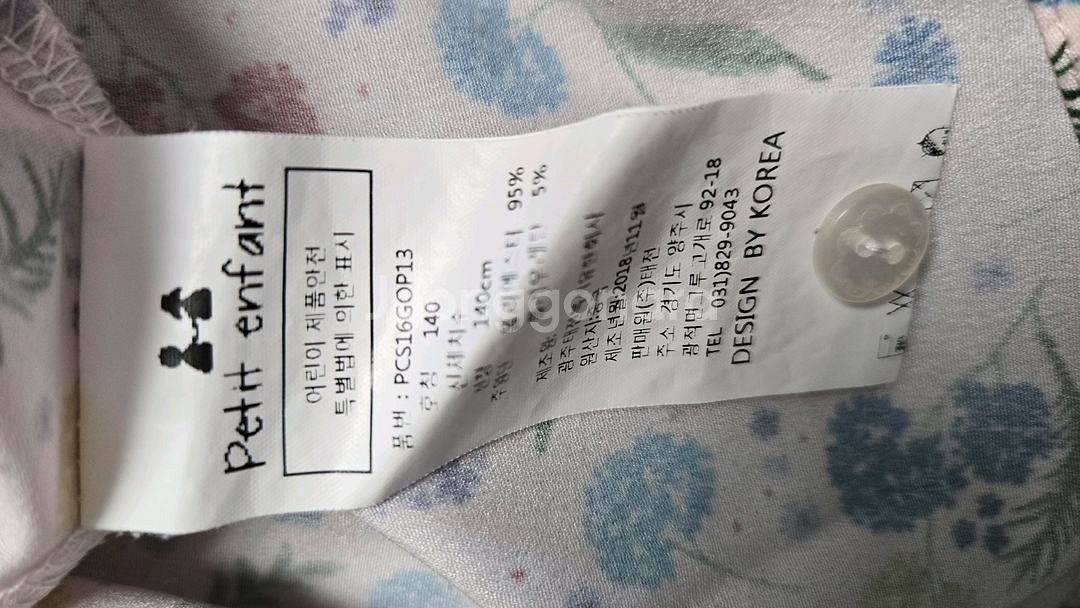 petit enfant
어린이 제품안전
특별법에 의한 표시
품번 : PCS16GOP13
호칭 140
신체치수
신장 140cm
폴리에스터 95%
5%
제조년월:2018년11월
판매원(주)태전
주소 경기도 양주시
광적면그루고개로 92-18
TEL 031)829-9043
DESIGN BY KOREA